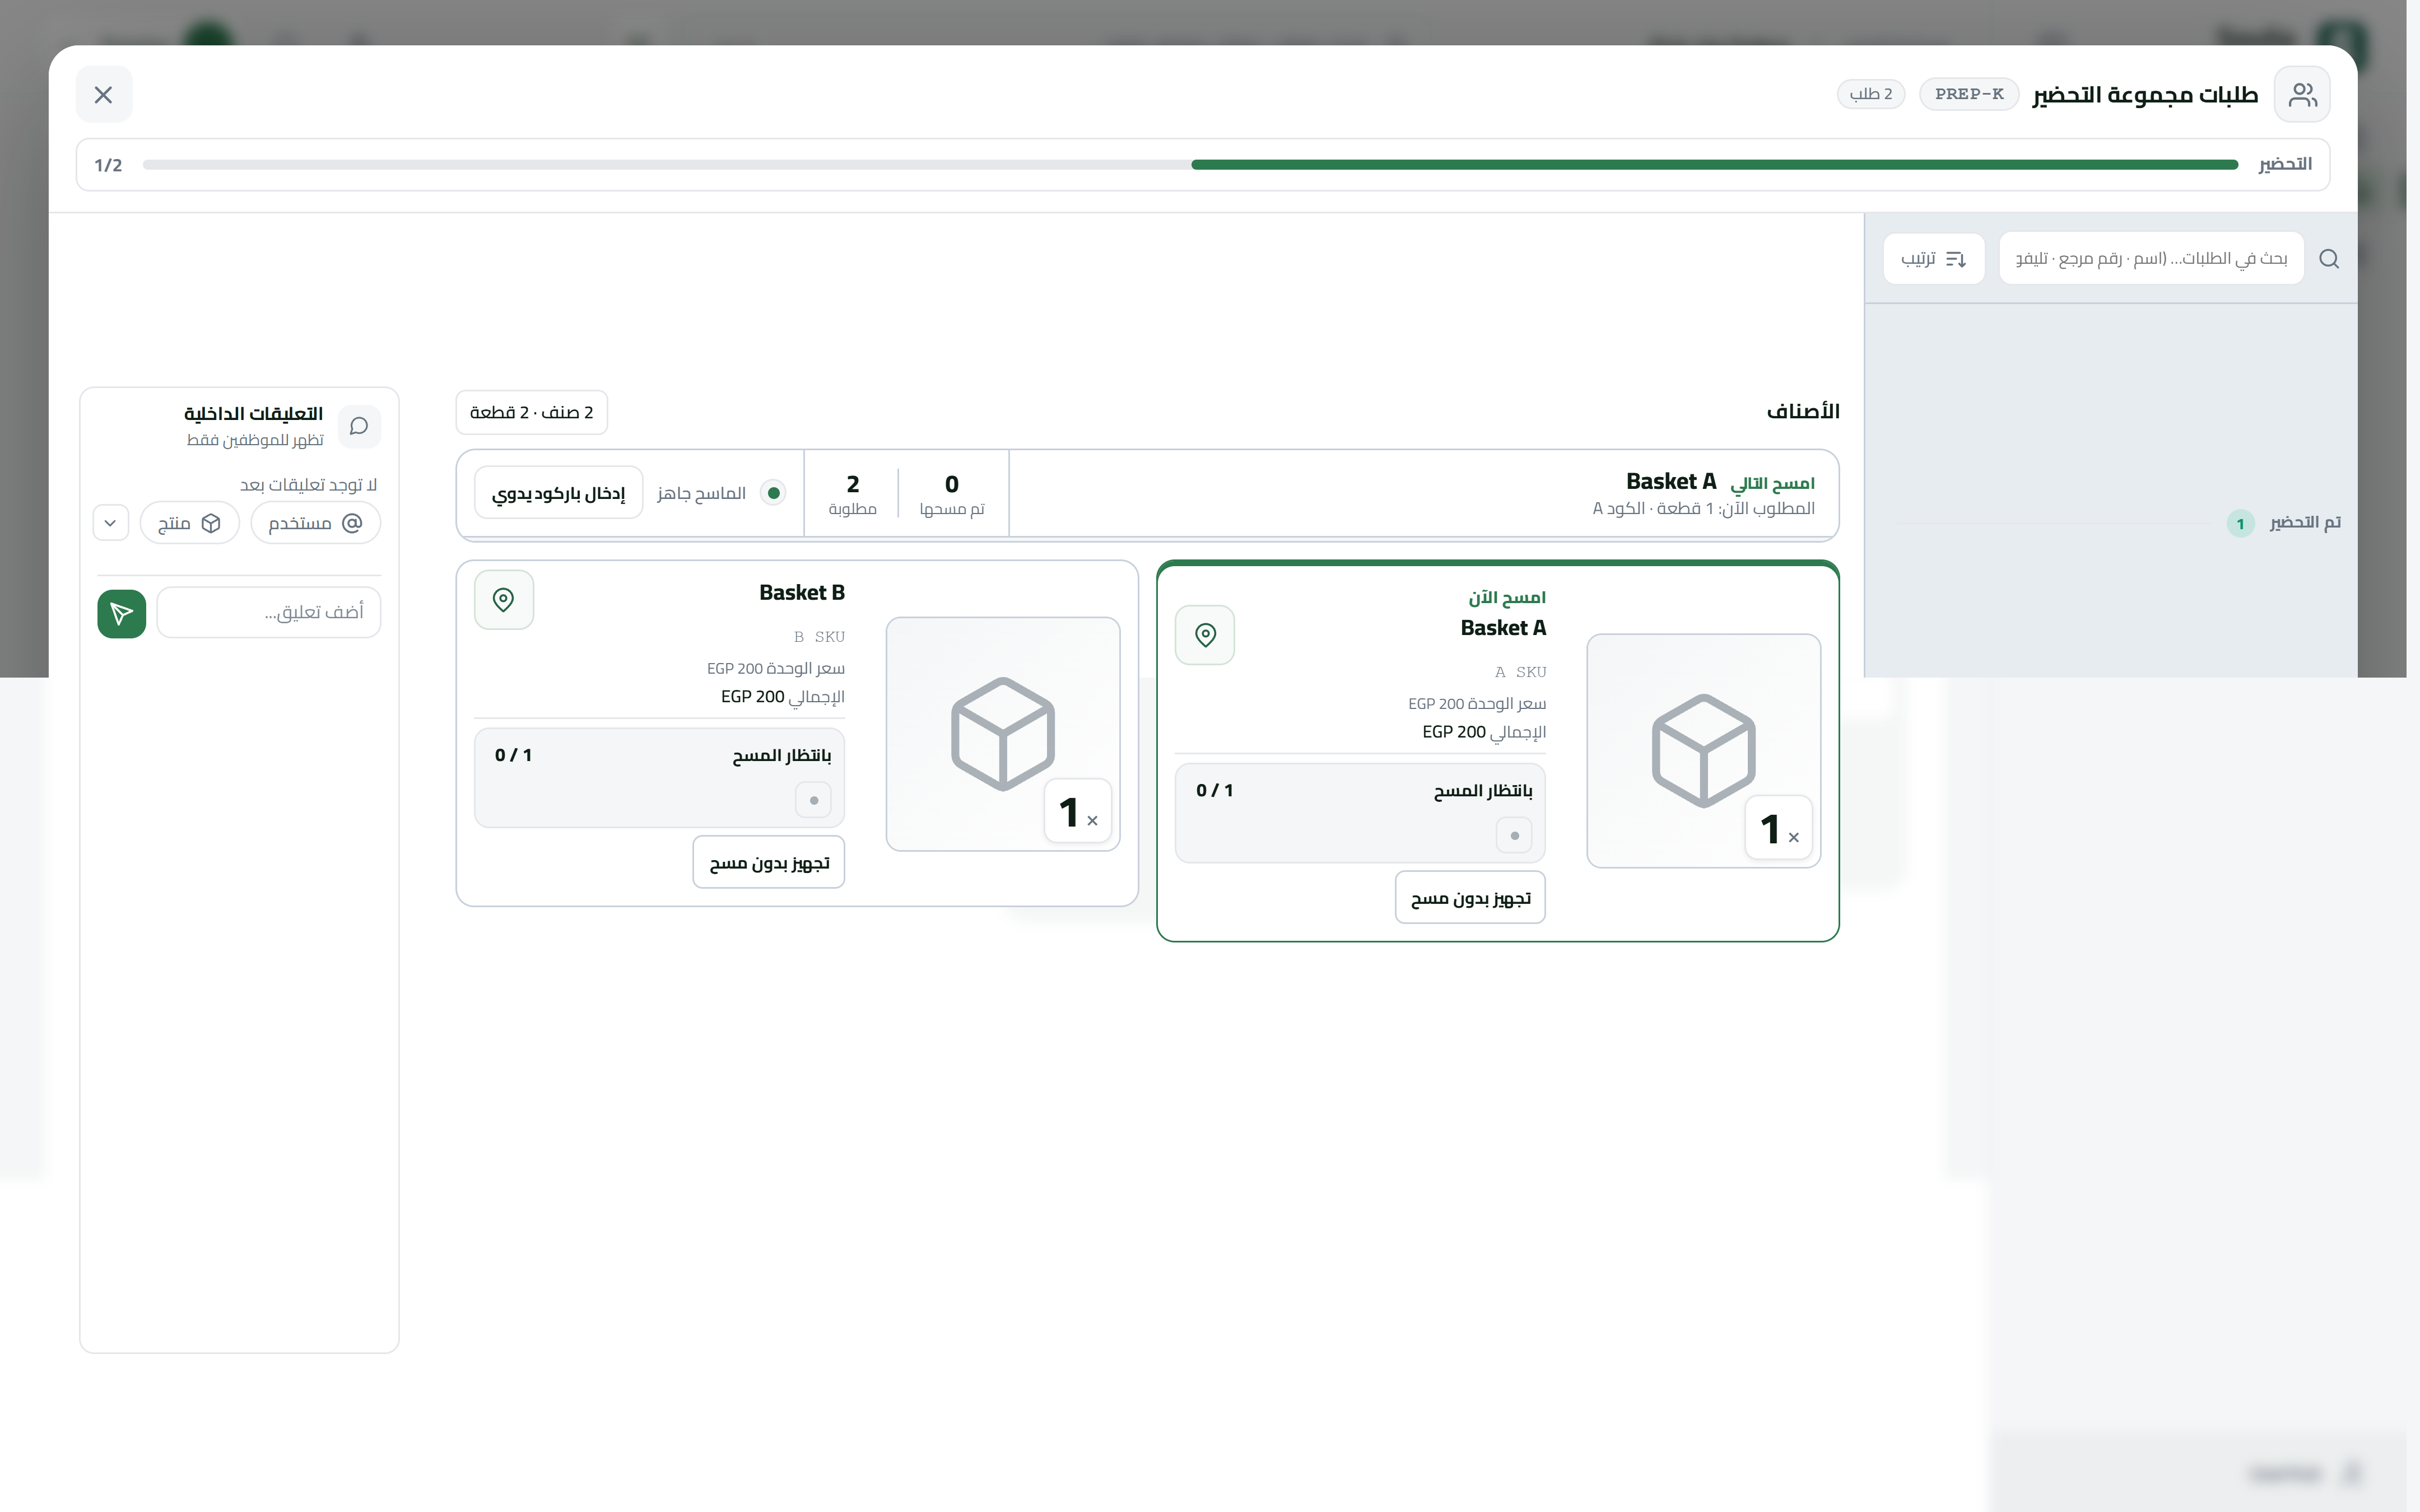 طلبات مجموعة التحضير PREP-K 2 طلب
التحضير 1/2
بحث في الطلبات... (اسم · رقم مرجع · تليفو ترتيب
تم التحضير 1
الأصناف 2 صنف · 2 قطعة
امسح التالي Basket A
المطلوب الآن: 1 قطعة · الكود A
0 2
تم مسحها مطلوبة
الماسح جاهز إدخال باركود يدوي
امسح الآن
Basket A
A SKU
سعر الوحدة 200 EGP
الإجمالي 200 EGP
بانتظار المسح 0 / 1
تجهيز بدون مسح
1 ×
Basket B
B SKU
سعر الوحدة 200 EGP
الإجمالي 200 EGP
بانتظار المسح 0 / 1
تجهيز بدون مسح
1 ×
التعليقات الداخلية
تظهر للموظفين فقط
لا توجد تعليقات بعد
مستخدم منتج
أضف تعليق...